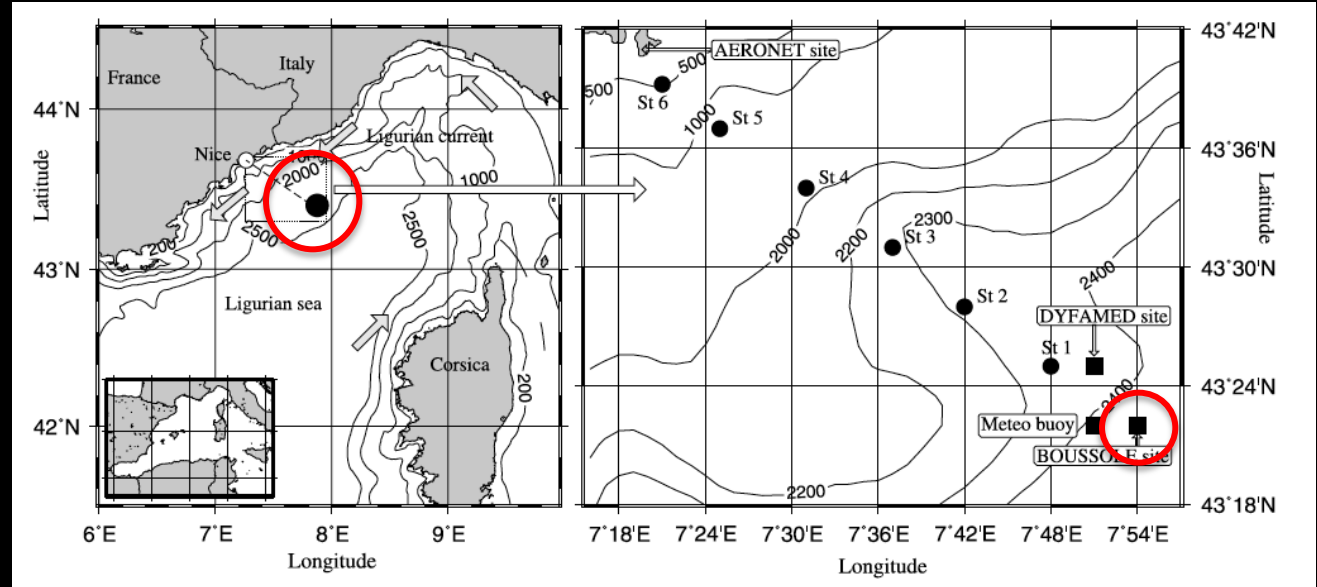 France
Italy
44°N
Ligurian current
Nice
1000
2000
1000
2500
2500
200
43°N
Ligurian sea
Corsica
200
42°N
6°E
7°E
8°E
9°E
Longitude
Latitude
AERONET site
500
500
St 6
1000
St 5
St 4
2000
2300
2200
St 3
2400
St 2
DYFAMED site
St 1
2400
Meteo buoy
BOUSSOLE site
2200
43°42'N
43°36'N
43°30'N
43°24'N
43°18'N
Latitude
7°18'E
7°24'E
7°30'E
7°36'E
7°42'E
7°48'E
7°54'E
Longitude